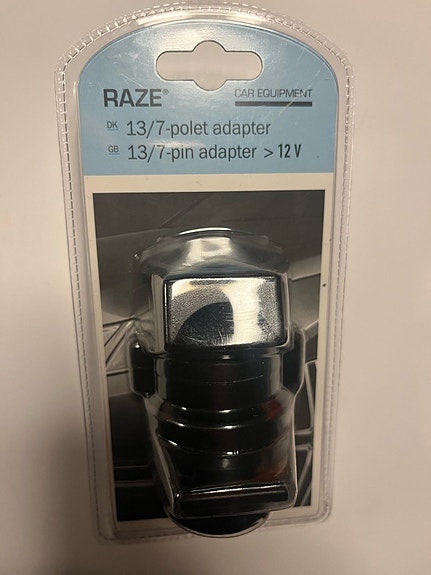 RAZE®
CAR EQUIPMENT
DK 13/7-polet adapter
GB 13/7-pin adapter > 12 V